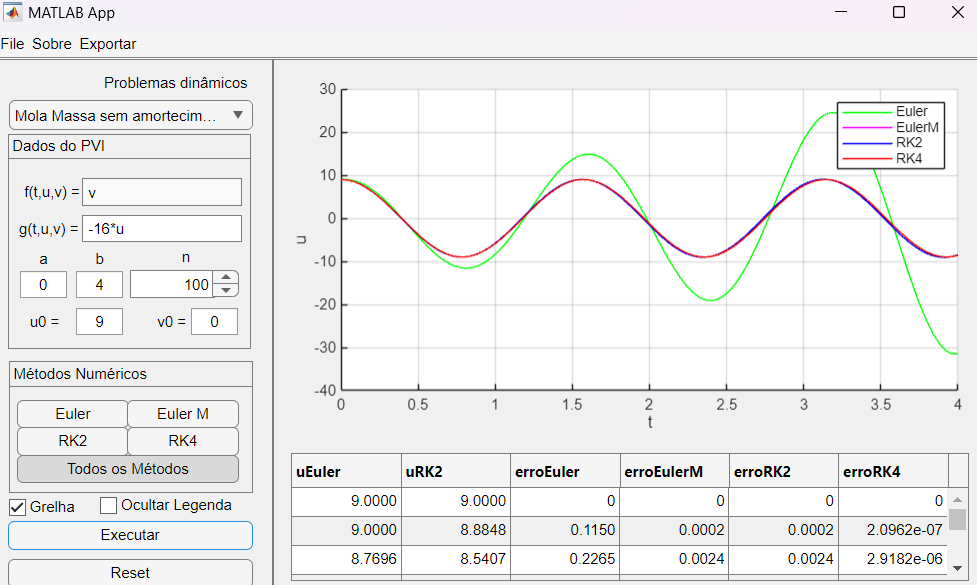 MATLAB App
File Sobre Exportar
Problemas dinâmicos
Mola Massa sem amortecim...
Dados do PVI
f(t,u,v) = v
g(t,u,v) = -16*u
a b n
0 4 100
u0 = 9 v0 = 0
Métodos Numéricos
Euler Euler M
RK2 RK4
Todos os Métodos
Grelha Ocultar Legenda
Executar
Reset
30
20
10
0
-10
-20
-30
-40
u
0 0.5 1 1.5 2 2.5 3 3.5 4
t
Euler
EulerM
RK2
RK4
uEuler uRK2 erroEuler erroEulerM erroRK2 erroRK4
9.0000 9.0000 0 0 0 0
9.0000 8.8848 0.1150 0.0002 0.0002 2.0962e-07
8.7696 8.5407 0.2265 0.0024 0.0024 2.9182e-06